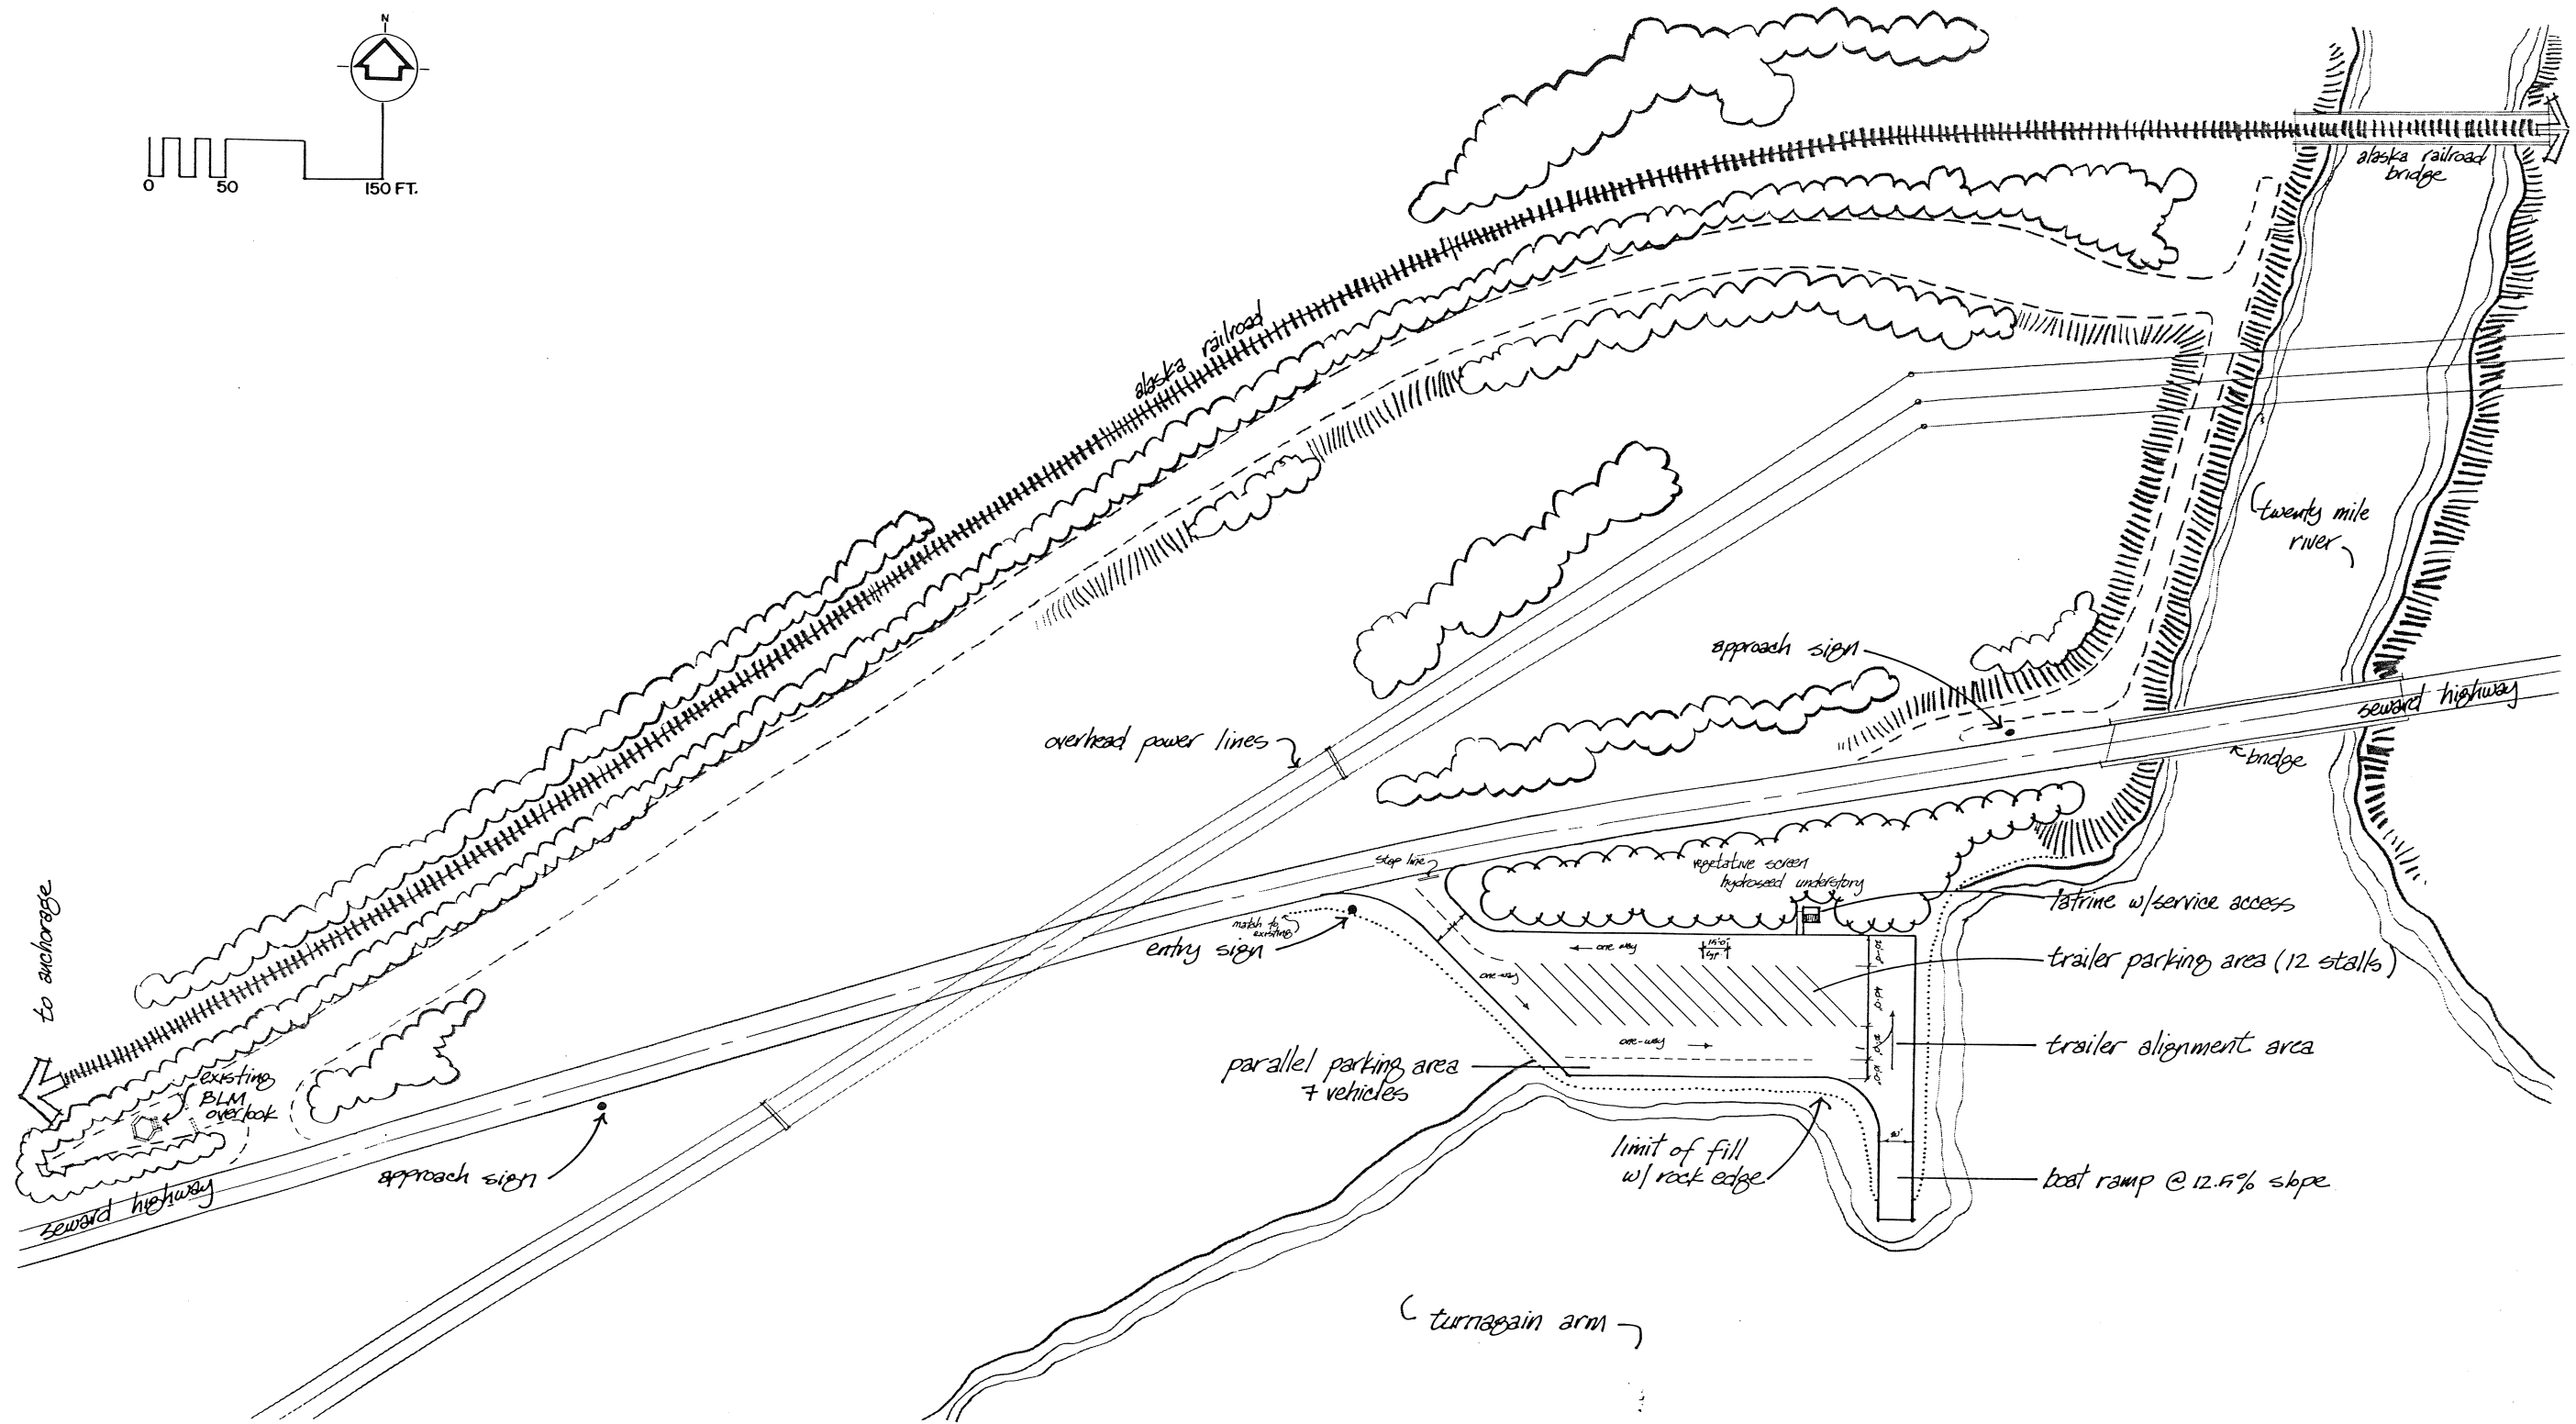 N
0 50 150 FT.
alaska railroad
bridge
alaska railroad
twenty mile
river
approach sign
overhead power lines
seward highway
bridge
stop line
vegetative screen
hydroseed understory
latrine w/service access
match to
existing
entry sign
one way
one-way
trailer parking area (12 stalls)
to anchorage
one-way
trailer alignment area
parallel parking area
7 vehicles
existing
BLM
overlook
limit of fill
w/ rock edge
approach sign
boat ramp @ 12.5% slope
seward highway
turnagain arm